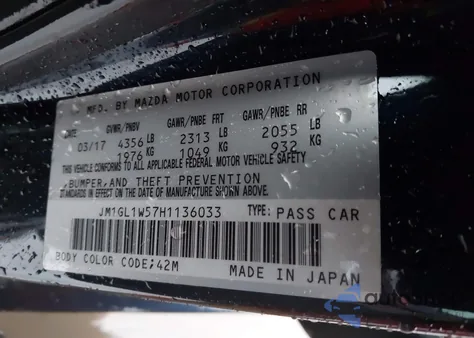 MFD. BY MAZDA MOTOR CORPORATION
DATE GVWR/PNBV GAWR/PNBE FRT GAWR/PNBE RR
03/17 4356 LB 2313 LB 2055 LB
1976 KG 1049 KG 932 KG
THIS VEHICLE CONFORMS TO ALL APPLICABLE FEDERAL MOTOR VEHICLE SAFETY
,BUMPER,AND THEFT PREVENTION
STANDARDS IN EFFECT ON THE DATE OF MANUFACTURE SHOWN ABOVE.
JM1GL1W57H1136033 TYPE: PASS CAR
BODY COLOR CODE;42M MADE IN JAPAN